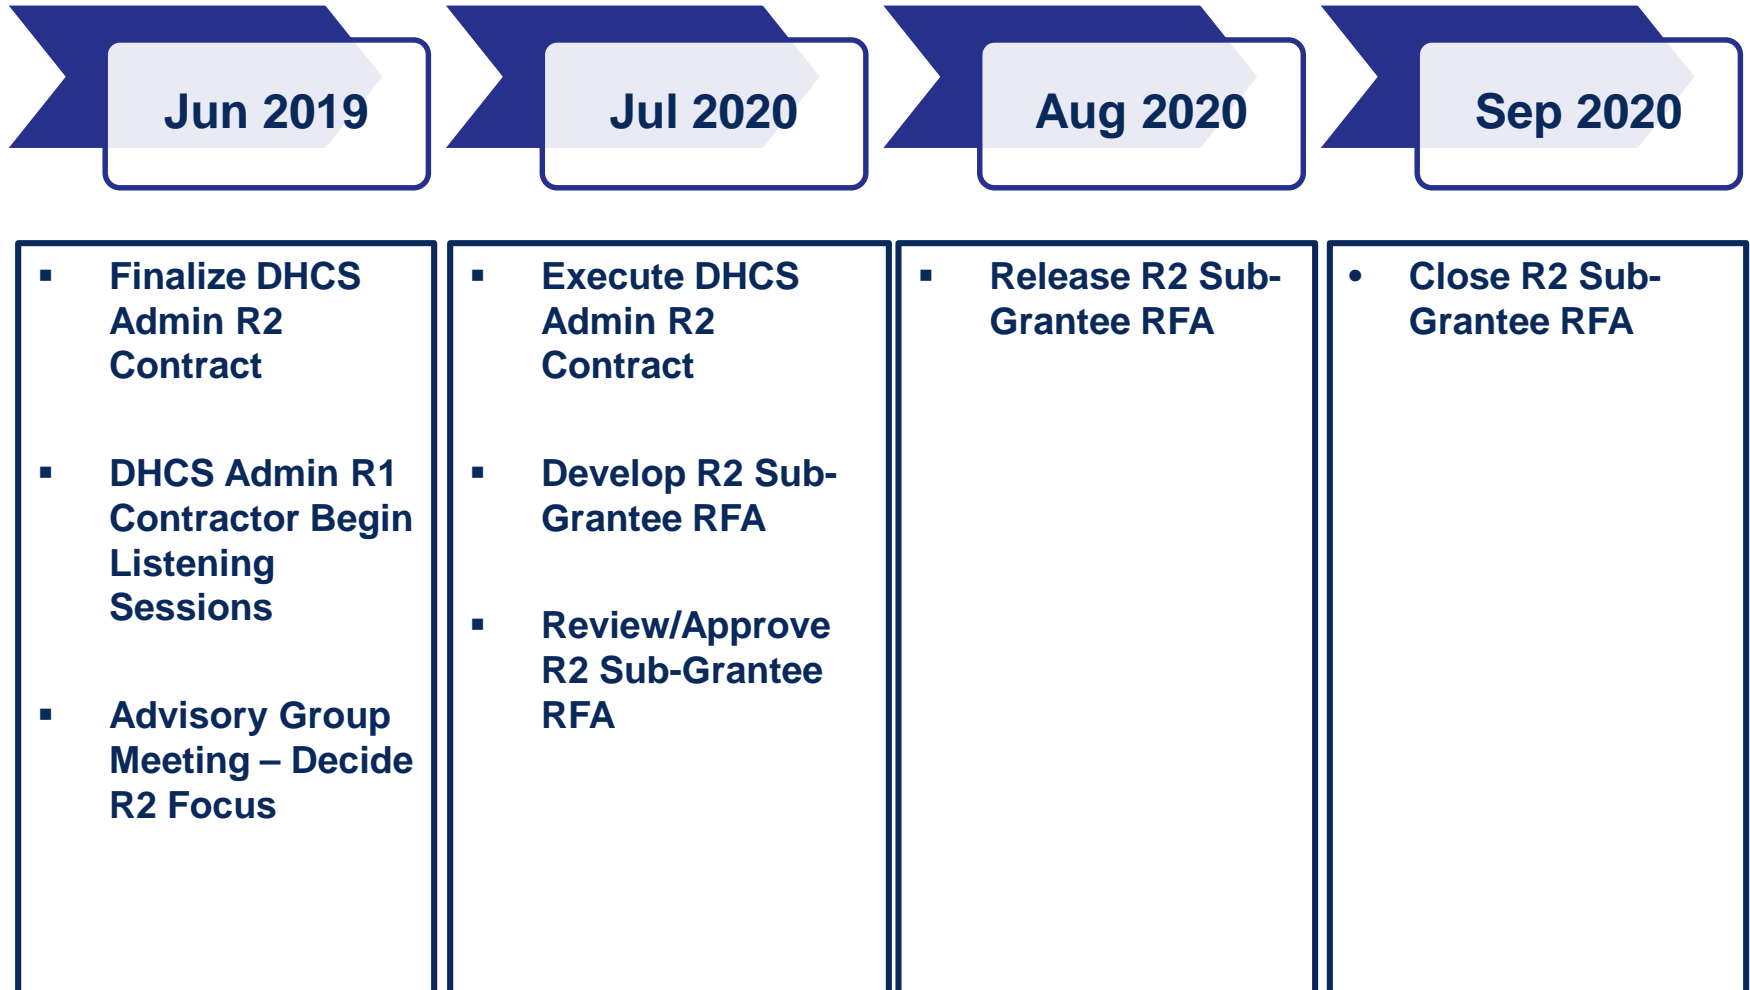 Jun 2019
Jul 2020
Aug 2020
Sep 2020
▪ Finalize DHCS
Admin R2
Contract
▪ DHCS Admin R1
Contractor Begin
Listening
Sessions
▪ Advisory Group
Meeting – Decide
R2 Focus
▪ Execute DHCS
Admin R2
Contract
▪ Develop R2 Sub-
Grantee RFA
▪ Review/Approve
R2 Sub-Grantee
RFA
▪ Release R2 Sub-
Grantee RFA
• Close R2 Sub-
Grantee RFA